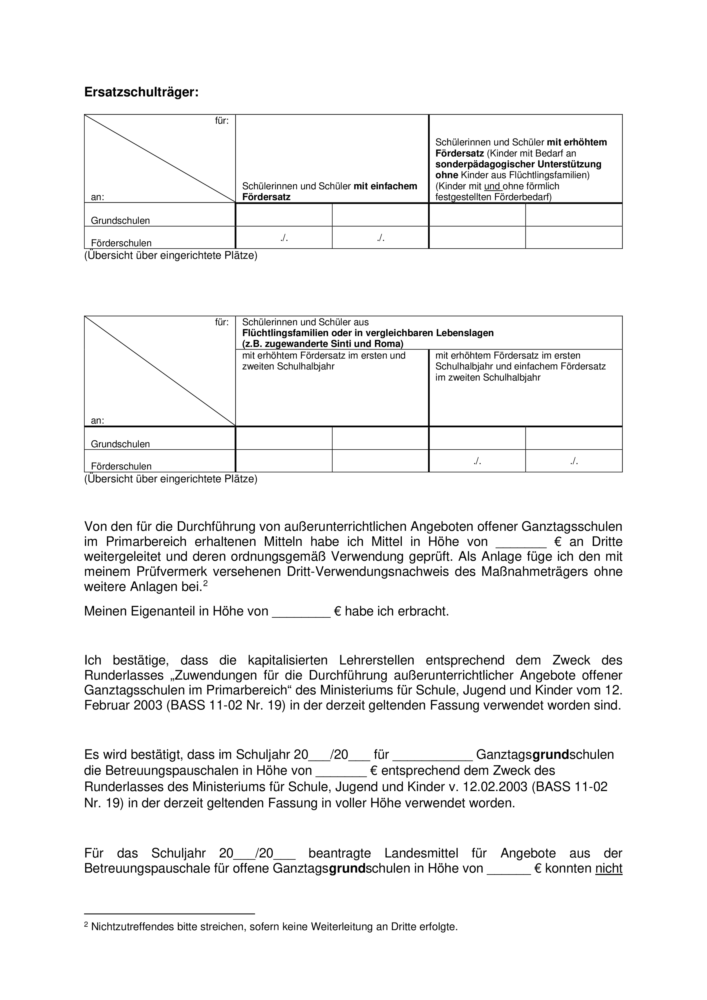 Ersatzschulträger:
für:
an:
Schülerinnen und Schüler mit einfachem
Fördersatz
Schülerinnen und Schüler mit erhöhtem
Fördersatz (Kinder mit Bedarf an
sonderpädagogischer Unterstützung
ohne Kinder aus Flüchtlingsfamilien)
(Kinder mit und ohne förmlich
festgestellten Förderbedarf)
Grundschulen
Förderschulen ./. ./.
(Übersicht über eingerichtete Plätze)
für:
an:
Schülerinnen und Schüler aus
Flüchtlingsfamilien oder in vergleichbaren Lebenslagen
(z.B. zugewanderte Sinti und Roma)
mit erhöhtem Fördersatz im ersten und
zweiten Schulhalbjahr
mit erhöhtem Fördersatz im ersten
Schulhalbjahr und einfachem Fördersatz
im zweiten Schulhalbjahr
Grundschulen
Förderschulen ./. ./.
(Übersicht über eingerichtete Plätze)
Von den für die Durchführung von außerunterrichtlichen Angeboten offener Ganztagsschulen
im Primarbereich erhaltenen Mitteln habe ich Mittel in Höhe von _______ € an Dritte
weitergeleitet und deren ordnungsgemäß Verwendung geprüft. Als Anlage füge ich den mit
meinem Prüfvermerk versehenen Dritt-Verwendungsnachweis des Maßnahmeträgers ohne
weitere Anlagen bei.²
Meinen Eigenanteil in Höhe von ________ € habe ich erbracht.
Ich bestätige, dass die kapitalisierten Lehrerstellen entsprechend dem Zweck des
Runderlasses „Zuwendungen für die Durchführung außerunterrichtlicher Angebote offener
Ganztagsschulen im Primarbereich“ des Ministeriums für Schule, Jugend und Kinder vom 12.
Februar 2003 (BASS 11-02 Nr. 19) in der derzeit geltenden Fassung verwendet worden sind.
Es wird bestätigt, dass im Schuljahr 20___/20___ für ___________ Ganztagsgrundschulen
die Betreuungspauschalen in Höhe von _______ € entsprechend dem Zweck des
Runderlasses des Ministeriums für Schule, Jugend und Kinder v. 12.02.2003 (BASS 11-02
Nr. 19) in der derzeit geltenden Fassung in voller Höhe verwendet worden.
Für das Schuljahr 20___/20___ beantragte Landesmittel für Angebote aus der
Betreuungspauschale für offene Ganztagsgrundschulen in Höhe von ______ € konnten nicht
² Nichtzutreffendes bitte streichen, sofern keine Weiterleitung an Dritte erfolgte.